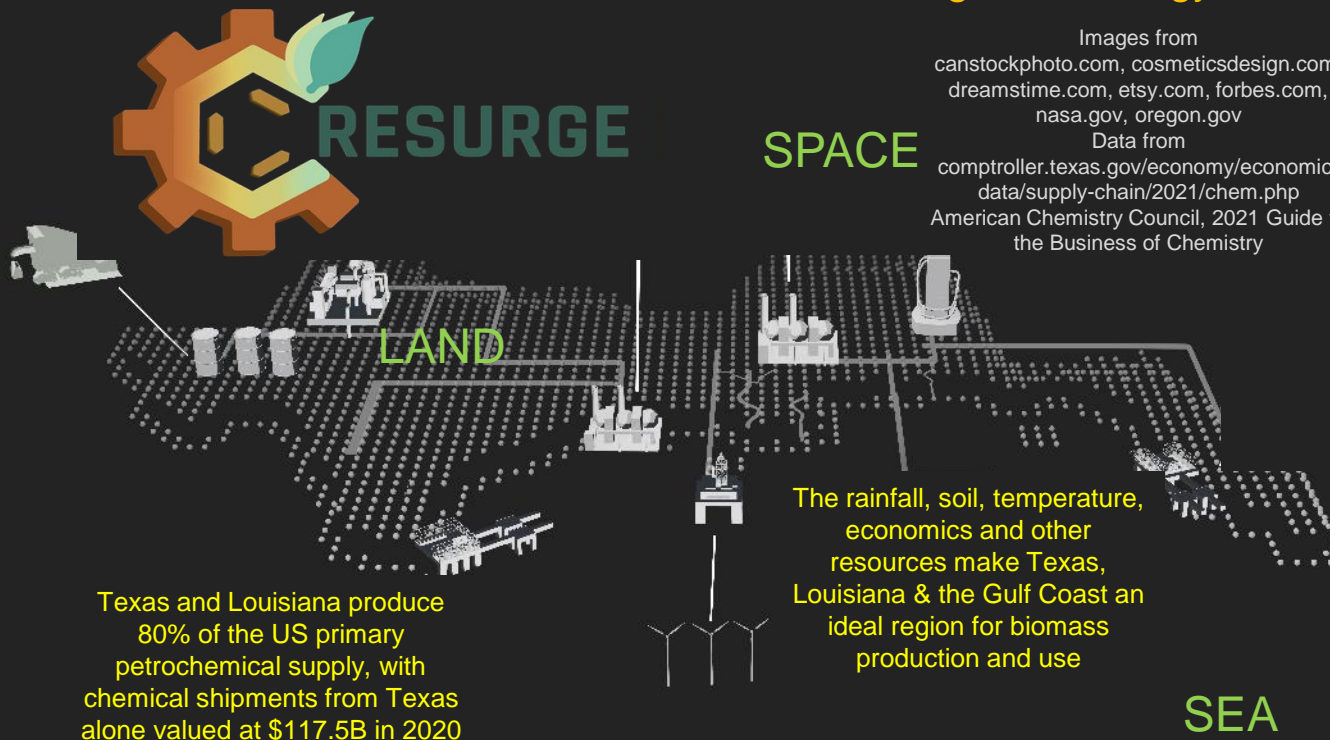 RESURGE
SPACE
Images from
canstockphoto.com, cosmeticsdesign.com
dreamstime.com, etsy.com, forbes.com,
nasa.gov, oregon.gov
Data from
comptroller.texas.gov/economy/economic
data/supply-chain/2021/chem.php
American Chemistry Council, 2021 Guide
the Business of Chemistry
LAND
The rainfall, soil, temperature,
economics and other
resources make Texas,
Louisiana & the Gulf Coast an
ideal region for biomass
production and use
Texas and Louisiana produce
80% of the US primary
petrochemical supply, with
chemical shipments from Texas
alone valued at $117.5B in 2020
SEA